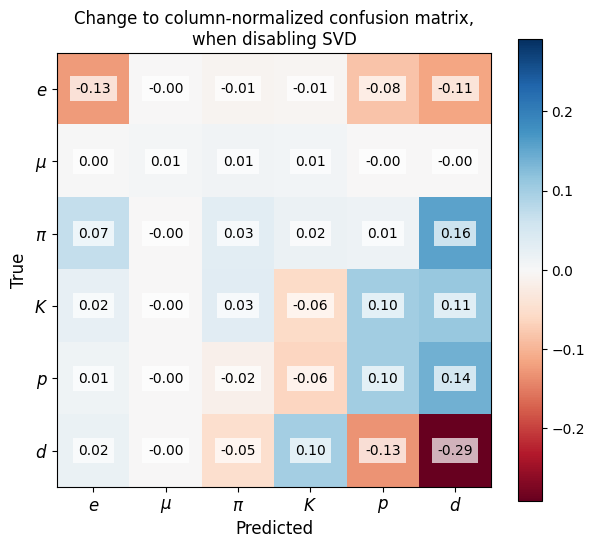 Change to column-normalized confusion matrix,
when disabling SVD
e -0.13 -0.00 -0.01 -0.01 -0.08 -0.11
μ 0.00 0.01 0.01 0.01 -0.00 -0.00
π 0.07 -0.00 0.03 0.02 0.01 0.16
K 0.02 -0.00 0.03 -0.06 0.10 0.11
p 0.01 -0.00 -0.02 -0.06 0.10 0.14
d 0.02 -0.00 -0.05 0.10 -0.13 -0.29
e μ π K p d
Predicted
True
0.2
0.1
0.0
−0.1
−0.2